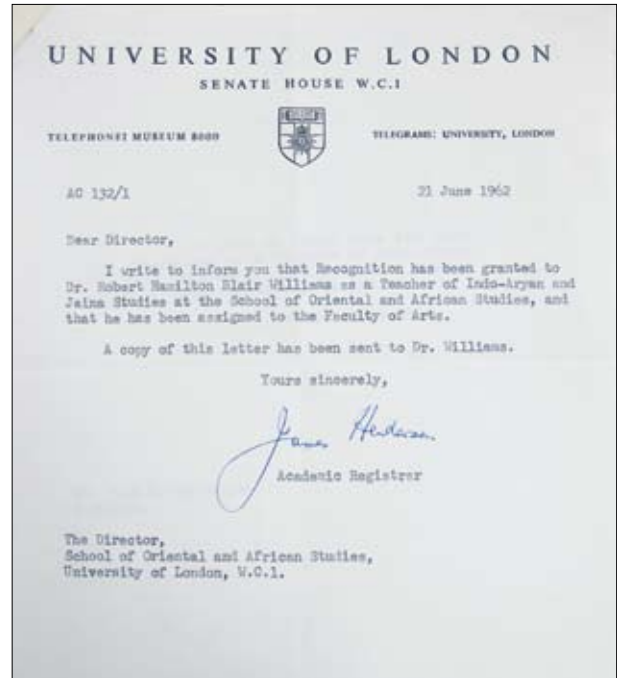 UNIVERSITY OF LONDON
SENATE HOUSE W.C.1
TELEPHONE: MUSEUM 8000
TELEGRAMS: UNIVERSITY, LONDON
AC 132/1
21 June 1962
Dear Director,
I write to inform you that Recognition has been granted to
Dr. Robert Hamilton Blair Williams as a Teacher of Indo-Aryan and
Jaina Studies at the School of Oriental and African Studies, and
that he has been assigned to the Faculty of Arts.
A copy of this letter has been sent to Dr. Williams.
Yours sincerely,
James Henderson
Academic Registrar
The Director,
School of Oriental and African Studies,
University of London, W.C.1.